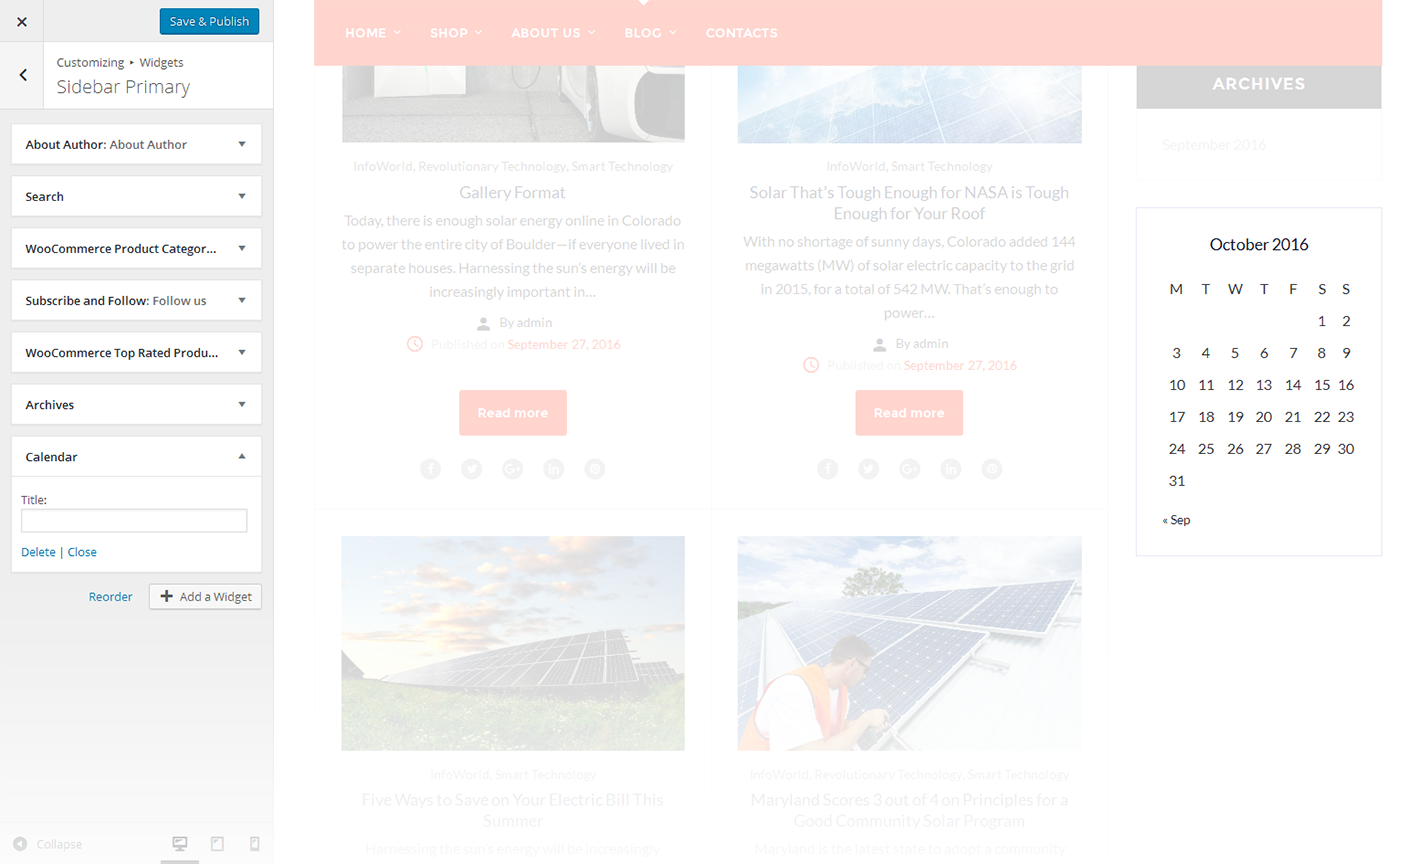 Save & Publish
Customizing ▸ Widgets
Sidebar Primary
About Author: About Author
Search
WooCommerce Product Categor...
Subscribe and Follow: Follow us
WooCommerce Top Rated Produ...
Archives
Calendar
Title:
Delete | Close
Reorder
Add a Widget
Collapse
HOME
SHOP
ABOUT US
BLOG
CONTACTS
InfoWorld, Revolutionary Technology, Smart Technology
Gallery Format
Today, there is enough solar energy online in Colorado
to power the entire city of Boulder—if everyone lived in
separate houses. Harnessing the sun's energy will be
increasingly important in…
By admin
Published on September 27, 2016
Read more
InfoWorld, Smart Technology
Solar That's Tough Enough for NASA is Tough
Enough for Your Roof
With no shortage of sunny days, Colorado added 144
megawatts (MW) of solar electric capacity to the grid
in 2015, for a total of 542 MW. That's enough to
power…
By admin
Published on September 27, 2016
Read more
InfoWorld, Smart Technology
Five Ways to Save on Your Electric Bill This
Summer
Harnessing the sun's energy will be increasingly
InfoWorld, Revolutionary Technology, Smart Technology
Maryland Scores 3 out of 4 on Principles for a
Good Community Solar Program
Maryland is the latest state to adopt a community
ARCHIVES
September 2016
October 2016
M T W T F S S
1 2
3 4 5 6 7 8 9
10 11 12 13 14 15 16
17 18 19 20 21 22 23
24 25 26 27 28 29 30
31
« Sep